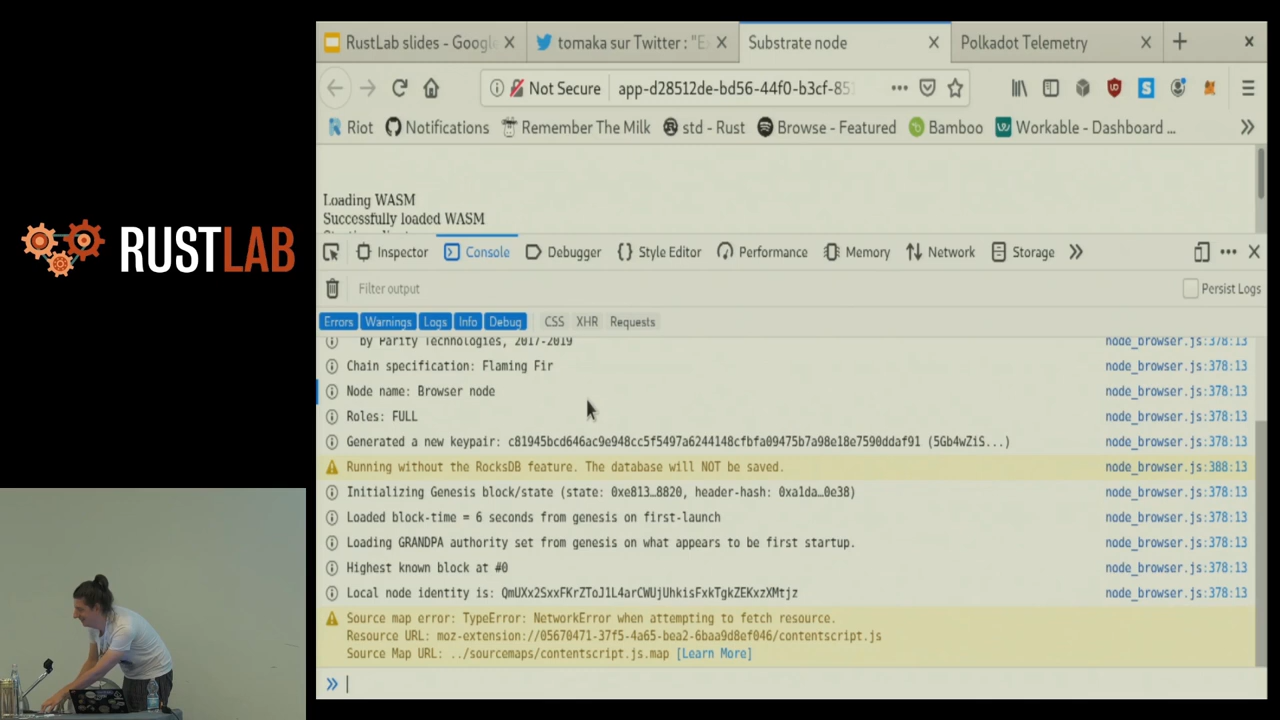 RUSTLAB
RustLab slides - Googl
tomaka sur Twitter : "E
Substrate node
Polkadot Telemetry
Not Secure
app-d28512de-bd56-44f0-b3cf-85
Riot
Notifications
Remember The Milk
std - Rust
Browse - Featured
Bamboo
Workable - Dashboard ...
Loading WASM
Successfully loaded WASM
Inspector
Console
Debugger
Style Editor
Performance
Memory
Network
Storage
Filter output
Persist Logs
Errors
Warnings
Logs
Info
Debug
CSS
XHR
Requests
by Parity Technologies, 2017-2019 node_browser.js:378:13
Chain specification: Flaming Fir node_browser.js:378:13
Node name: Browser node node_browser.js:378:13
Roles: FULL node_browser.js:378:13
Generated a new keypair: c81945bcd646ac9e948cc5f5497a6244148cfbfa09475b7a98e18e7590ddaf91 (5Gb4wZiS...) node_browser.js:378:13
Running without the RocksDB feature. The database will NOT be saved. node_browser.js:388:13
Initializing Genesis block/state (state: 0xe813…8820, header-hash: 0xa1da…0e38) node_browser.js:378:13
Loaded block-time = 6 seconds from genesis on first-launch node_browser.js:378:13
Loading GRANDPA authority set from genesis on what appears to be first startup. node_browser.js:378:13
Highest known block at #0 node_browser.js:378:13
Local node identity is: QmUXx2SxxFKrZToJ1L4arCWUjUhkisFxkTgkZEKxzXMtjz node_browser.js:378:13
Source map error: TypeError: NetworkError when attempting to fetch resource.
Resource URL: moz-extension://05670471-37f5-4a65-bea2-6baa9d8ef046/contentscript.js
Source Map URL: ../sourcemaps/contentscript.js.map [Learn More]